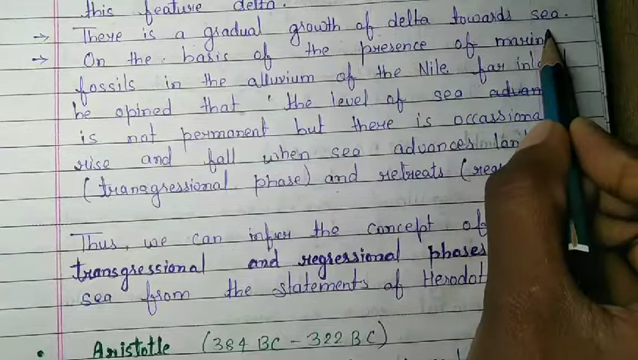 this feature delta.
→ There is a gradual growth of delta towards sea.
→ On the basis of the presence of marin
fossils in the alluvium of the Nile far inl
he opined that 'the level of sea advan
is not permanent but there is occassiona
rise and fall when sea advances lan
(transgressional phase) and retreats (reg
Thus, we can infer the concept of
transgressional and regressional phases
sea from the statements of Herodot
• Aristotle (384 BC - 322 BC)